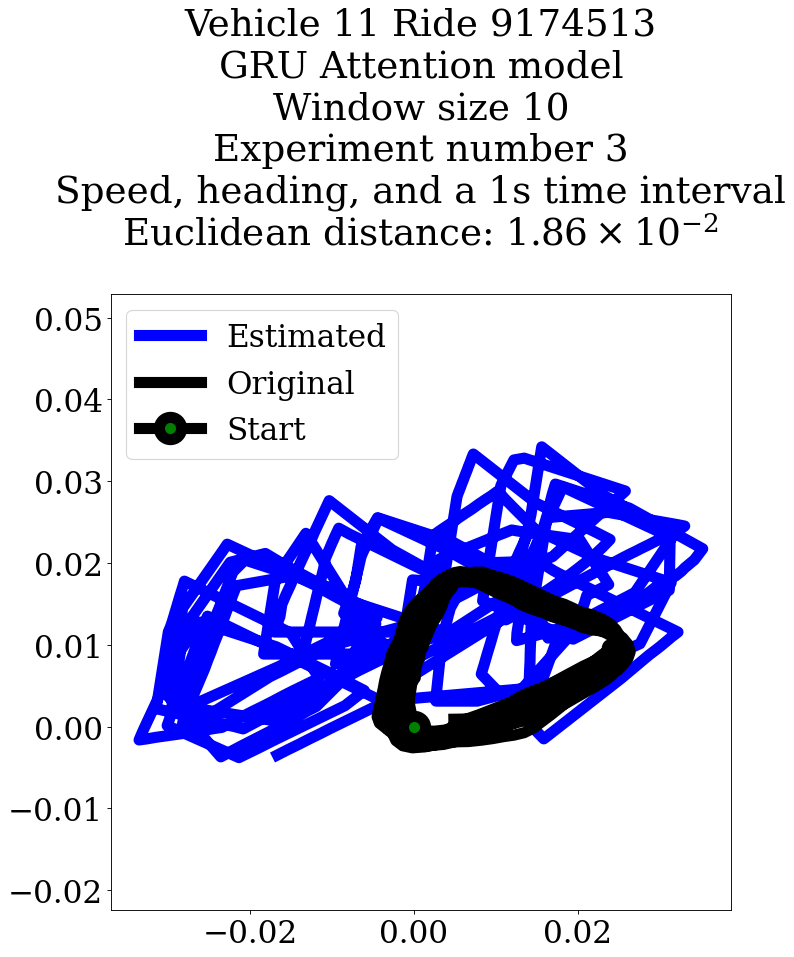 Vehicle 11 Ride 9174513
GRU Attention model
Window size 10
Experiment number 3
Speed, heading, and a 1s time interval
Euclidean distance: 1.86 × 10⁻²
Estimated
Original
Start
0.05
0.04
0.03
0.02
0.01
0.00
−0.01
−0.02
−0.02 0.00 0.02